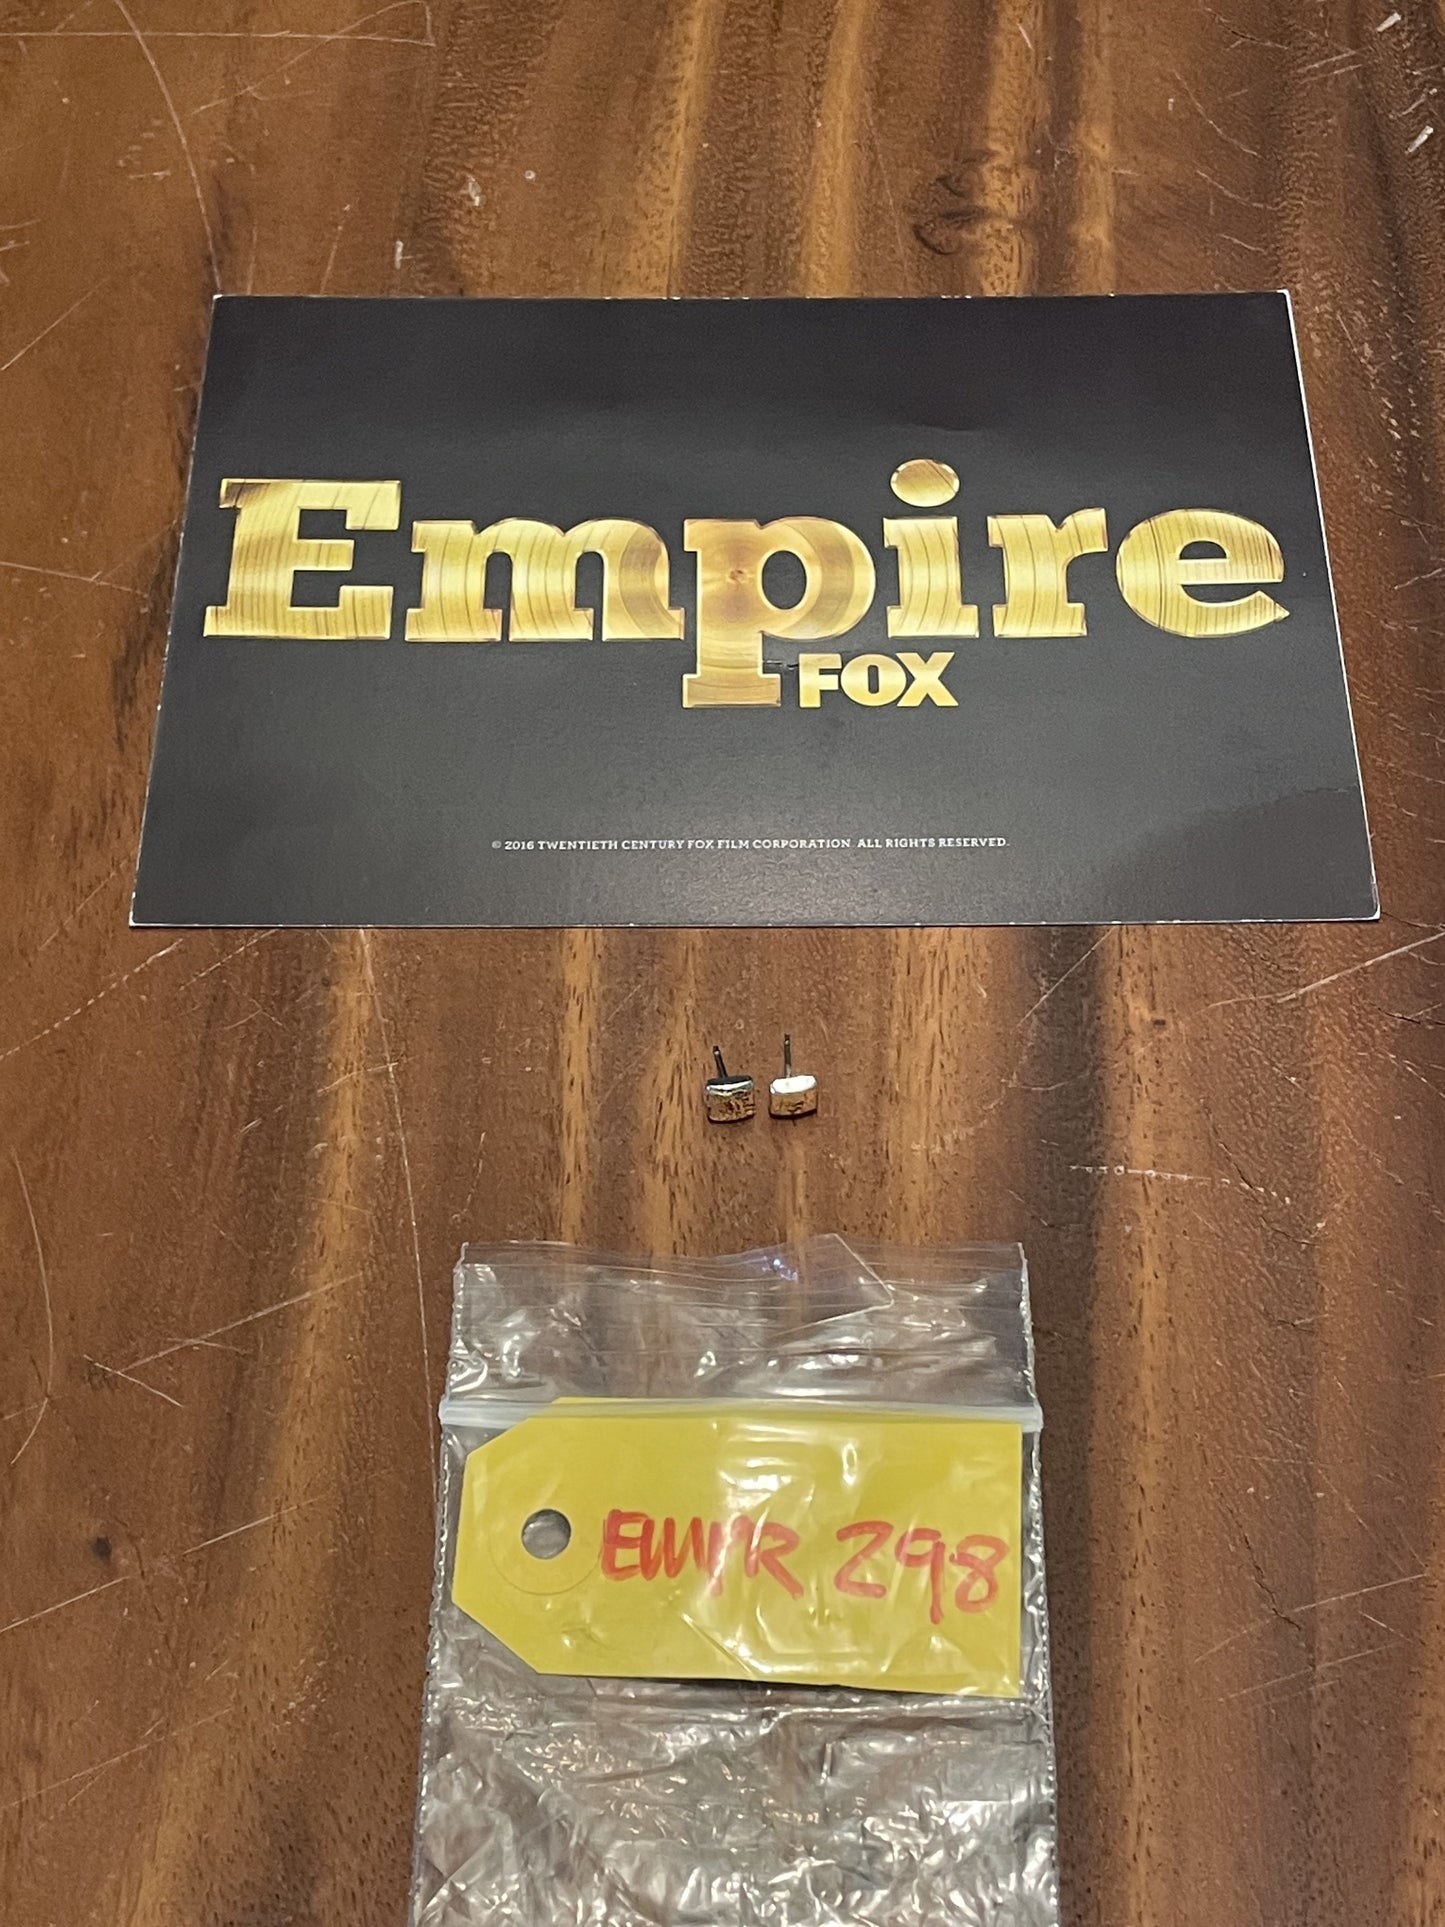 Empire
FOX
© 2016 TWENTIETH CENTURY FOX FILM CORPORATION. ALL RIGHTS RESERVED.
EMPR 298